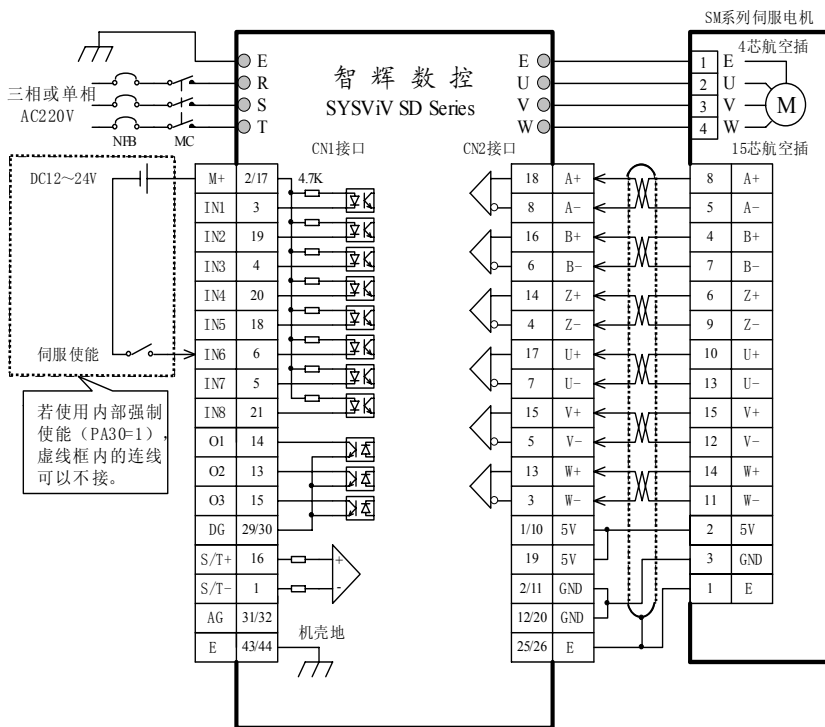 SM系列伺服电机
4芯航空插
E
R
S
T
三相或单相
AC220V
NFB
MC
智辉数控
SYSViV SD Series
E
U
V
W
1 E
2 U
3 V
4 W
M
CN1接口
CN2接口
15芯航空插
DC12～24V
伺服使能
若使用内部强制
使能（PA30=1），
虚线框内的连线
可以不接。
4.7K
M+ 2/17
IN1 3
IN2 19
IN3 4
IN4 20
IN5 18
IN6 6
IN7 5
IN8 21
O1 14
O2 13
O3 15
DG 29/30
S/T+ 16
S/T- 1
AG 31/32
E 43/44
+
-
机壳地
18 A+
8 A-
16 B+
6 B-
14 Z+
4 Z-
17 U+
7 U-
15 V+
5 V-
13 W+
3 W-
1/10 5V
19 5V
2/11 GND
12/20 GND
25/26 E
8 A+
5 A-
4 B+
7 B-
6 Z+
9 Z-
10 U+
13 U-
15 V+
12 V-
14 W+
11 W-
2 5V
3 GND
1 E